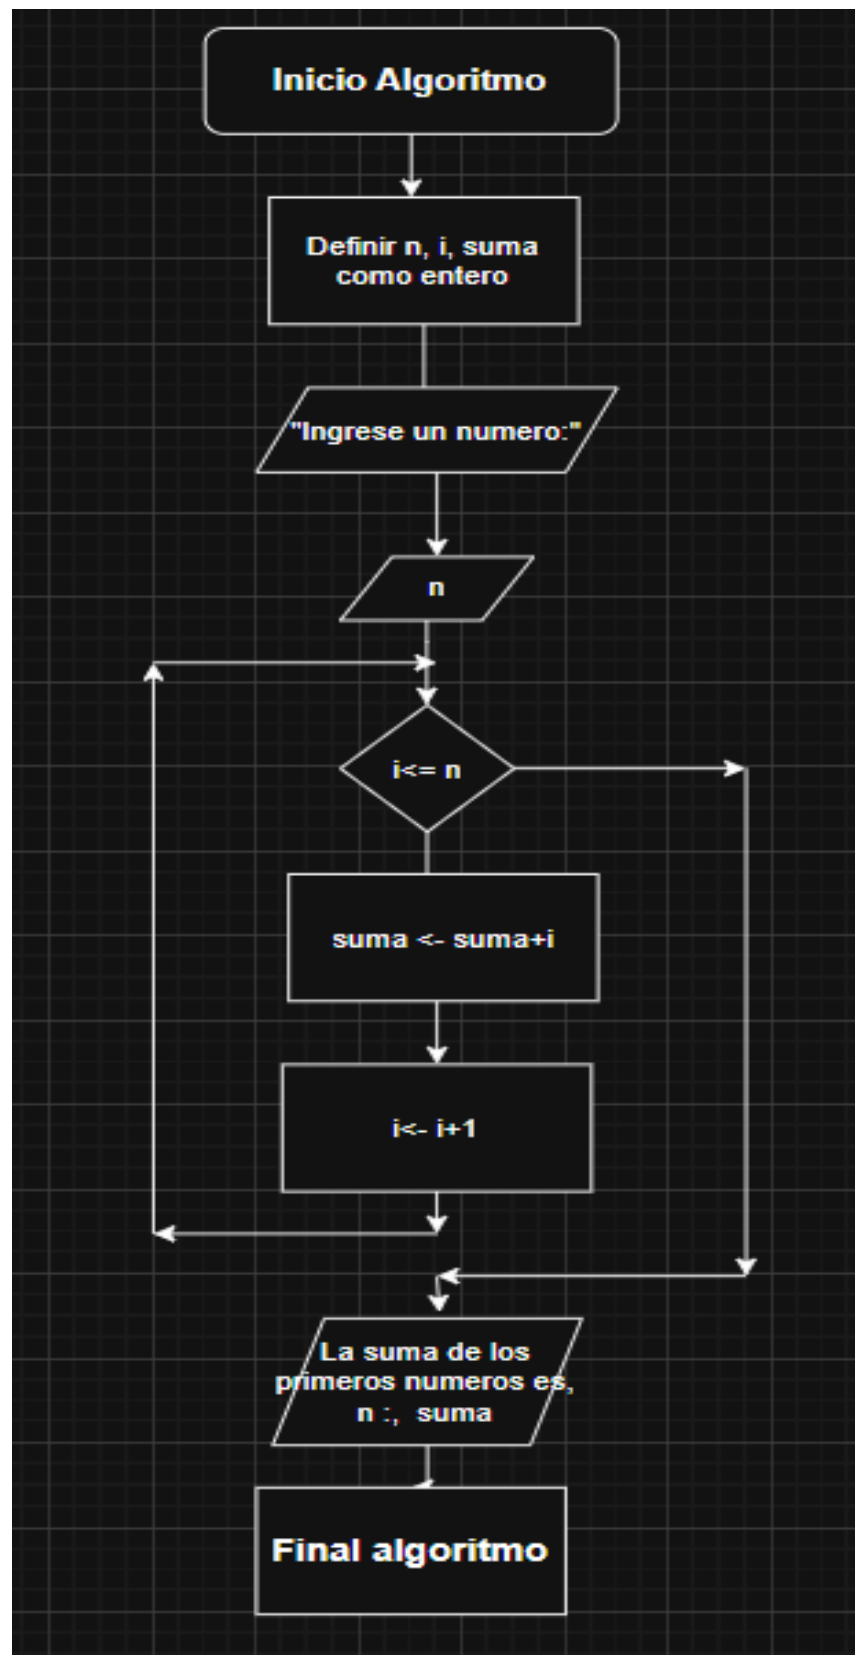 Inicio Algoritmo
Definir n, i, suma
como entero
"Ingrese un numero:"
n
i<= n
suma <- suma+i
i<- i+1
La suma de los
primeros numeros es,
n :, suma
Final algoritmo